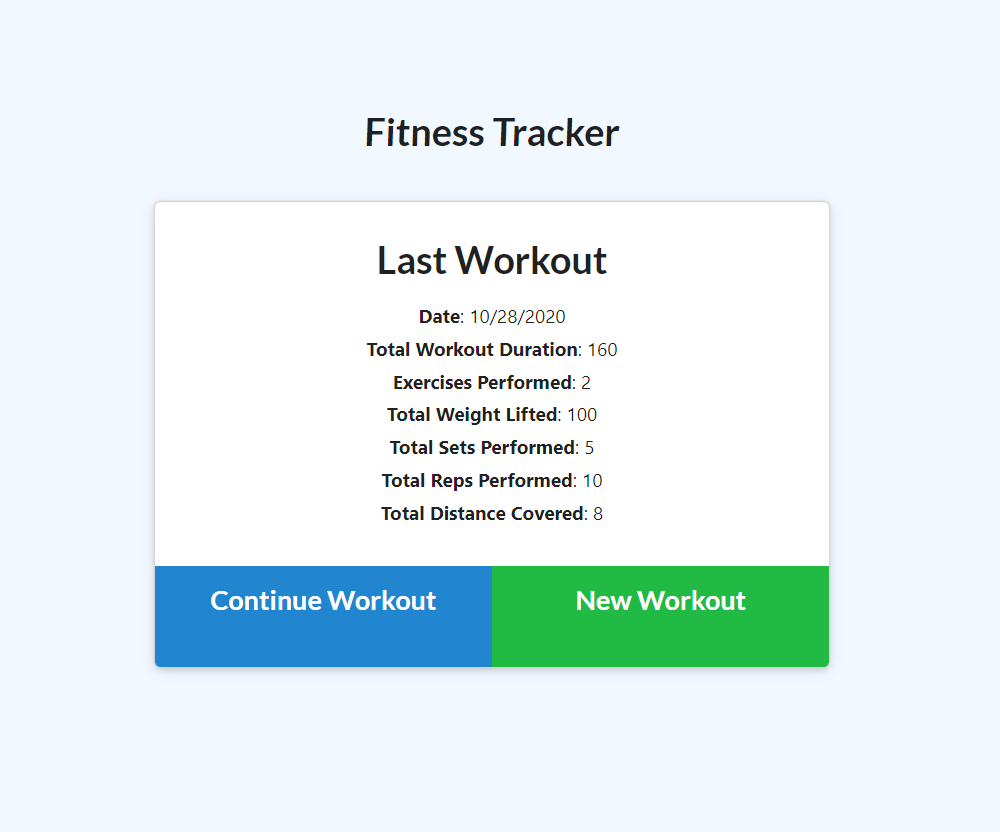 Fitness Tracker
Last Workout
Date: 10/28/2020
Total Workout Duration: 160
Exercises Performed: 2
Total Weight Lifted: 100
Total Sets Performed: 5
Total Reps Performed: 10
Total Distance Covered: 8
Continue Workout
New Workout